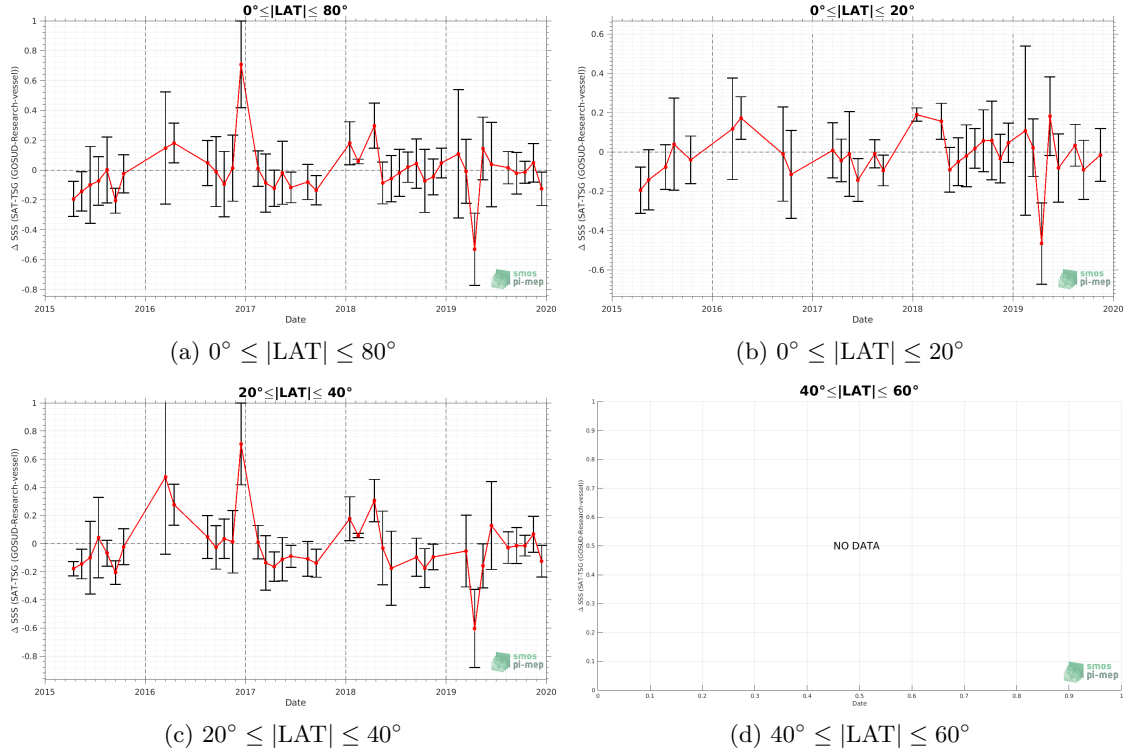 0°≤|LAT|≤ 80°
1
0.8
0.6
0.4
0.2
0
-0.2
-0.4
-0.6
-0.8
Δ SSS (SAT-TSG (GOSUD-Research-vessel))
2015 2016 2017 2018 2019 2020
Date
smos
pi-mep
(a) 0° ≤ |LAT| ≤ 80°
0°≤|LAT|≤ 20°
0.6
0.4
0.2
0
-0.2
-0.4
-0.6
Δ SSS (SAT-TSG (GOSUD-Research-vessel))
2015 2016 2017 2018 2019 2020
Date
smos
pi-mep
(b) 0° ≤ |LAT| ≤ 20°
20°≤|LAT|≤ 40°
1
0.8
0.6
0.4
0.2
0
-0.2
-0.4
-0.6
-0.8
Δ SSS (SAT-TSG (GOSUD-Research-vessel))
2015 2016 2017 2018 2019 2020
Date
smos
pi-mep
(c) 20° ≤ |LAT| ≤ 40°
40°≤|LAT|≤ 60°
1
0.9
0.8
0.7
0.6
0.5
0.4
0.3
0.2
0.1
0
Δ SSS (SAT-TSG (GOSUD-Research-vessel))
NO DATA
0 0.1 0.2 0.3 0.4 0.5 0.6 0.7 0.8 0.9 1
Date
smos
pi-mep
(d) 40° ≤ |LAT| ≤ 60°